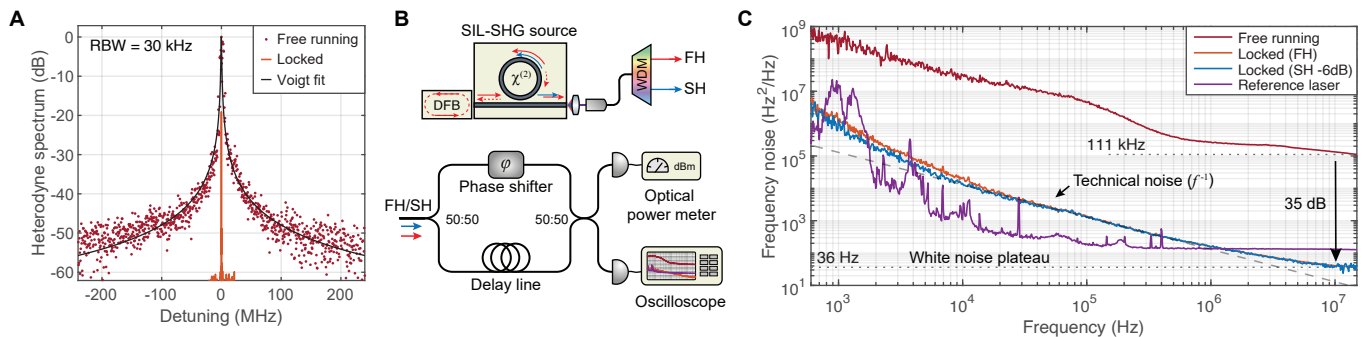 A
Heterodyne spectrum (dB)
0
-10
-20
-30
-40
-50
-60
RBW = 30 kHz
Free running
Locked
Voigt fit
-200
-100
0
100
200
Detuning (MHz)
B
SIL-SHG source
χ(2)
DFB
WDM
FH
SH
φ
Phase shifter
FH/SH
50:50
50:50
Delay line
dBm
Optical
power meter
Oscilloscope
C
Frequency noise (Hz²/Hz)
10⁹
10⁷
10⁵
10³
10¹
Free running
Locked (FH)
Locked (SH -6dB)
Reference laser
111 kHz
Technical noise (f⁻¹)
35 dB
36 Hz
White noise plateau
10³
10⁴
10⁵
10⁶
10⁷
Frequency (Hz)